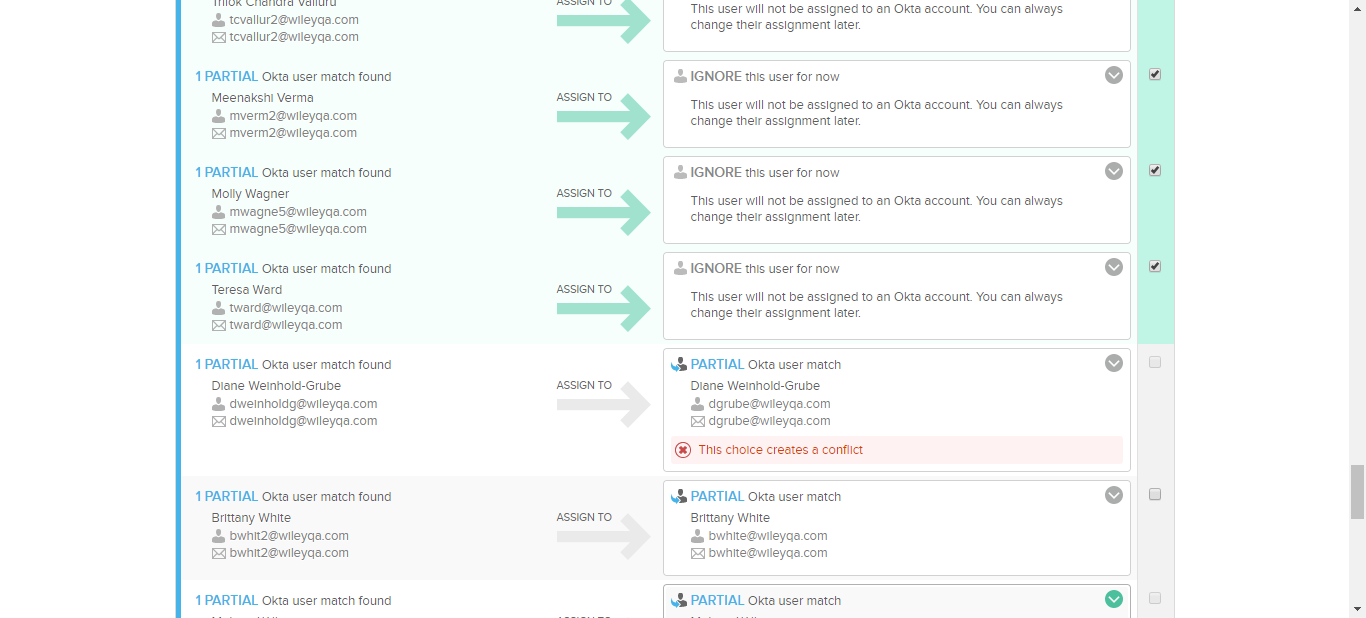 Thilok Chandra Valluru
ASSIGN TO
This user will not be assigned to an Okta account. You can always
tcvallur2@wileyqa.com
change their assignment later.
tcvallur2@wileyqa.com
1 PARTIAL Okta user match found
IGNORE this user for now
Meenakshi Verma
ASSIGN TO
This user will not be assigned to an Okta account. You can always
mverm2@wileyqa.com
change their assignment later.
mverm2@wileyqa.com
1 PARTIAL Okta user match found
IGNORE this user for now
Molly Wagner
ASSIGN TO
This user will not be assigned to an Okta account. You can always
mwagne5@wileyqa.com
change their assignment later.
mwagne5@wileyqa.com
1 PARTIAL Okta user match found
IGNORE this user for now
Teresa Ward
ASSIGN TO
This user will not be assigned to an Okta account. You can always
tward@wileyqa.com
change their assignment later.
tward@wileyqa.com
1 PARTIAL Okta user match found
PARTIAL Okta user match
Diane Weinhold-Grube
ASSIGN TO
Diane Weinhold-Grube
dweinholdg@wileyqa.com
dgrube@wileyqa.com
dweinholdg@wileyqa.com
dgrube@wileyqa.com
This choice creates a conflict
1 PARTIAL Okta user match found
PARTIAL Okta user match
Brittany White
ASSIGN TO
Brittany White
bwhit2@wileyqa.com
bwhite@wileyqa.com
bwhit2@wileyqa.com
bwhite@wileyqa.com
1 PARTIAL Okta user match found
PARTIAL Okta user match